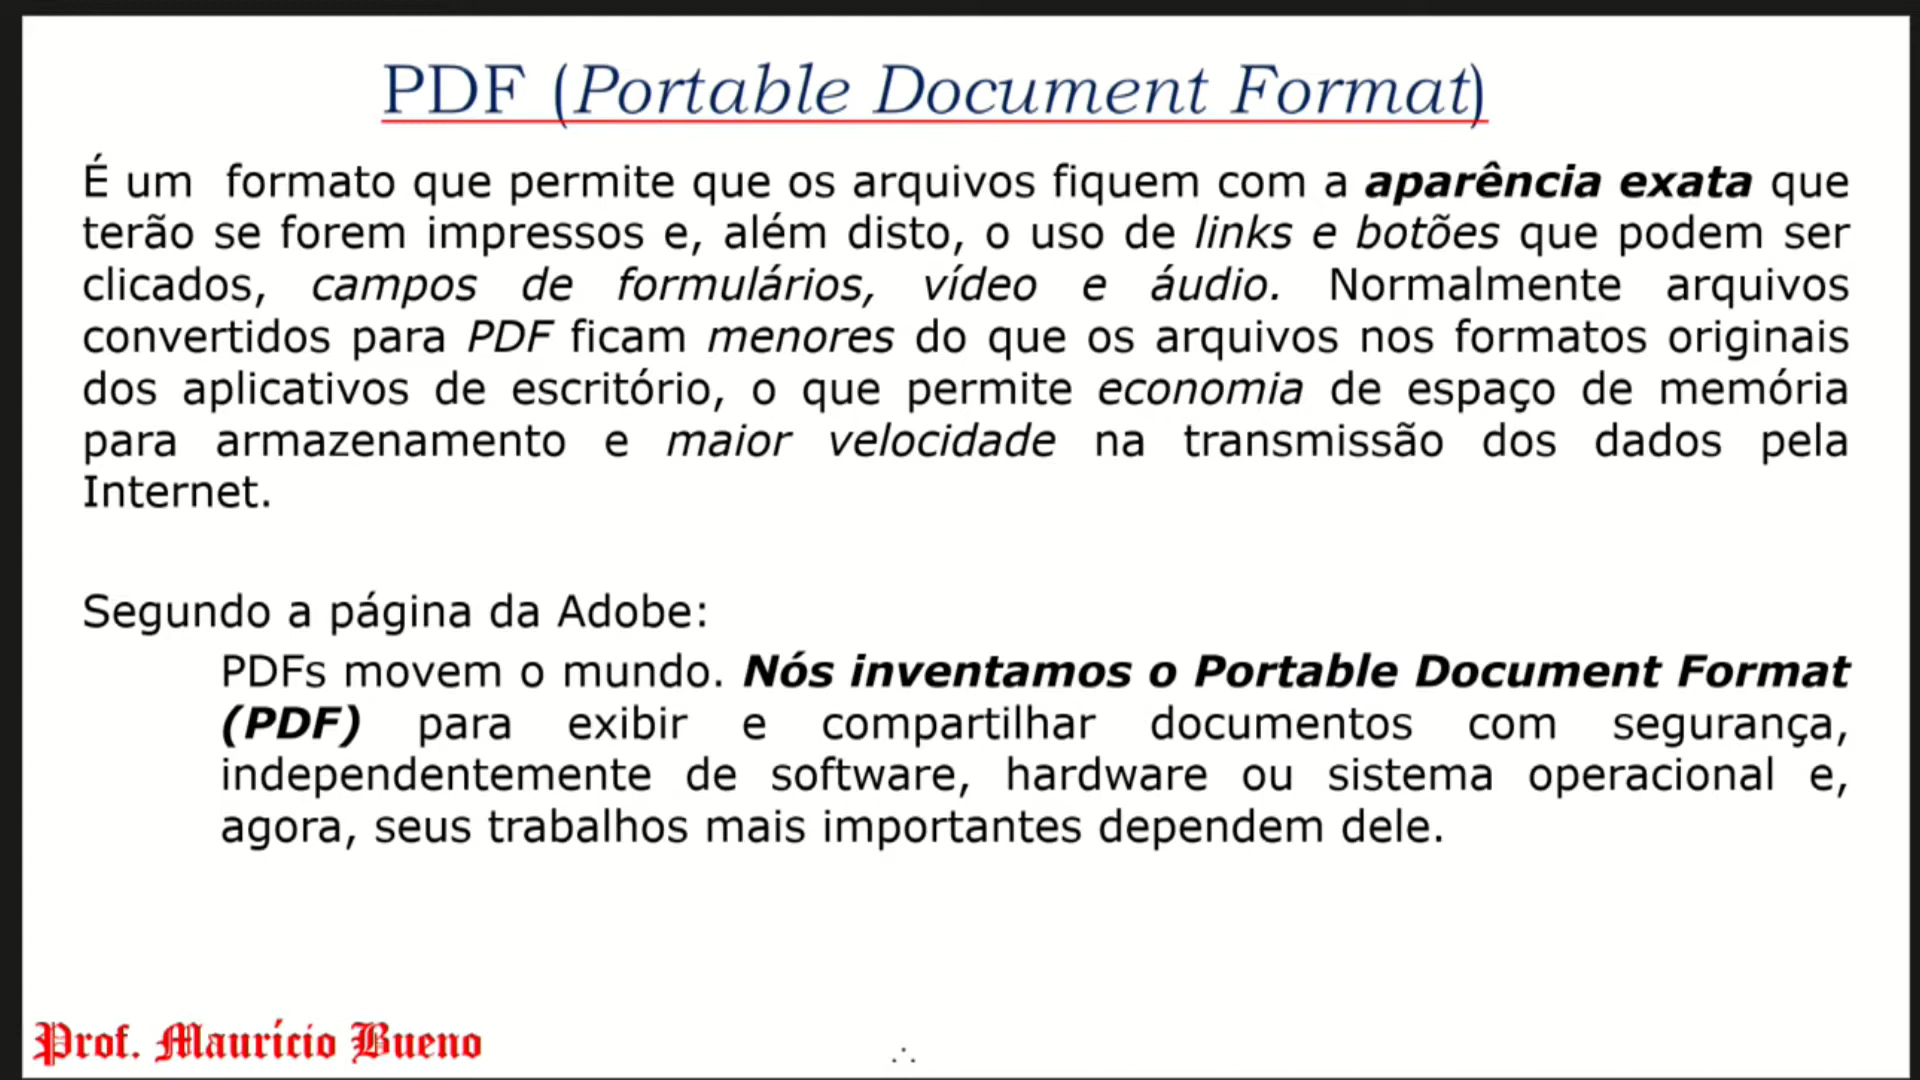 PDF (Portable Document Format)
É um formato que permite que os arquivos fiquem com a aparência exata que
terão se forem impressos e, além disto, o uso de links e botões que podem ser
clicados, campos de formulários, vídeo e áudio. Normalmente arquivos
convertidos para PDF ficam menores do que os arquivos nos formatos originais
dos aplicativos de escritório, o que permite economia de espaço de memória
para armazenamento e maior velocidade na transmissão dos dados pela
Internet.
Segundo a página da Adobe:
PDFs movem o mundo. Nós inventamos o Portable Document Format
(PDF) para exibir e compartilhar documentos com segurança,
independentemente de software, hardware ou sistema operacional e,
agora, seus trabalhos mais importantes dependem dele.
Prof. Maurício Bueno